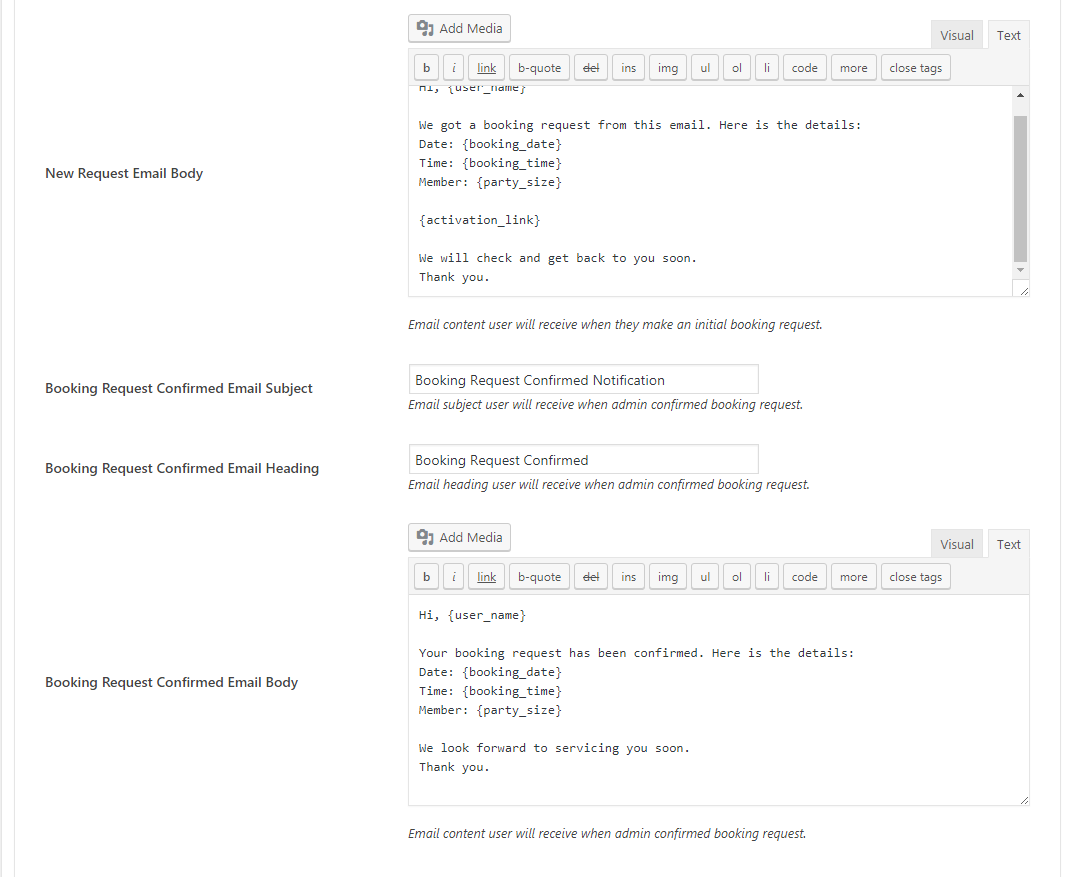 Add Media
Visual Text
b i link b-quote del ins img ul ol li code more close tags
Hi, {user_name}
We got a booking request from this email. Here is the details:
Date: {booking_date}
Time: {booking_time}
New Request Email Body
Member: {party_size}
{activation_link}
We will check and get back to you soon.
Thank you.
Email content user will receive when they make an initial booking request.
Booking Request Confirmed Email Subject
Booking Request Confirmed Notification
Email subject user will receive when admin confirmed booking request.
Booking Request Confirmed Email Heading
Booking Request Confirmed
Email heading user will receive when admin confirmed booking request.
Add Media
Visual Text
b i link b-quote del ins img ul ol li code more close tags
Hi, {user_name}
Your booking request has been confirmed. Here is the details:
Date: {booking_date}
Time: {booking_time}
Booking Request Confirmed Email Body
Member: {party_size}
We look forward to servicing you soon.
Thank you.
Email content user will receive when admin confirmed booking request.